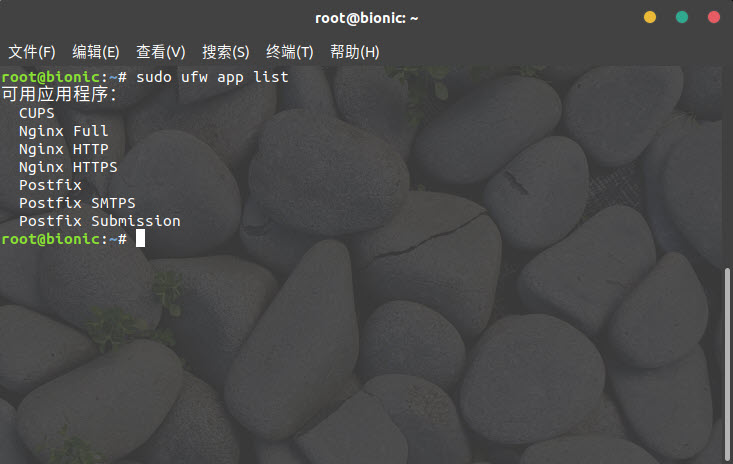 root@bionic: ~
文件(F) 编辑(E) 查看(V) 搜索(S) 终端(T) 帮助(H)
root@bionic:~# sudo ufw app list
可用应用程序：
  CUPS
  Nginx Full
  Nginx HTTP
  Nginx HTTPS
  Postfix
  Postfix SMTPS
  Postfix Submission
root@bionic:~#